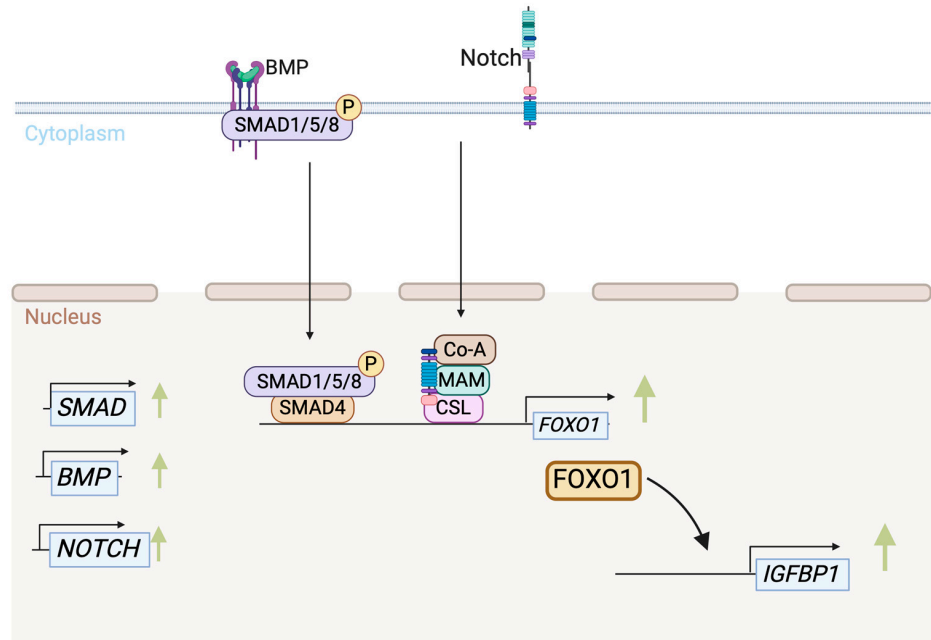 BMP
Notch
P
SMAD1/5/8
Cytoplasm
Nucleus
Co-A
P
SMAD1/5/8
MAM
SMAD4
CSL
SMAD
FOXO1
BMP
FOXO1
NOTCH
IGFBP1